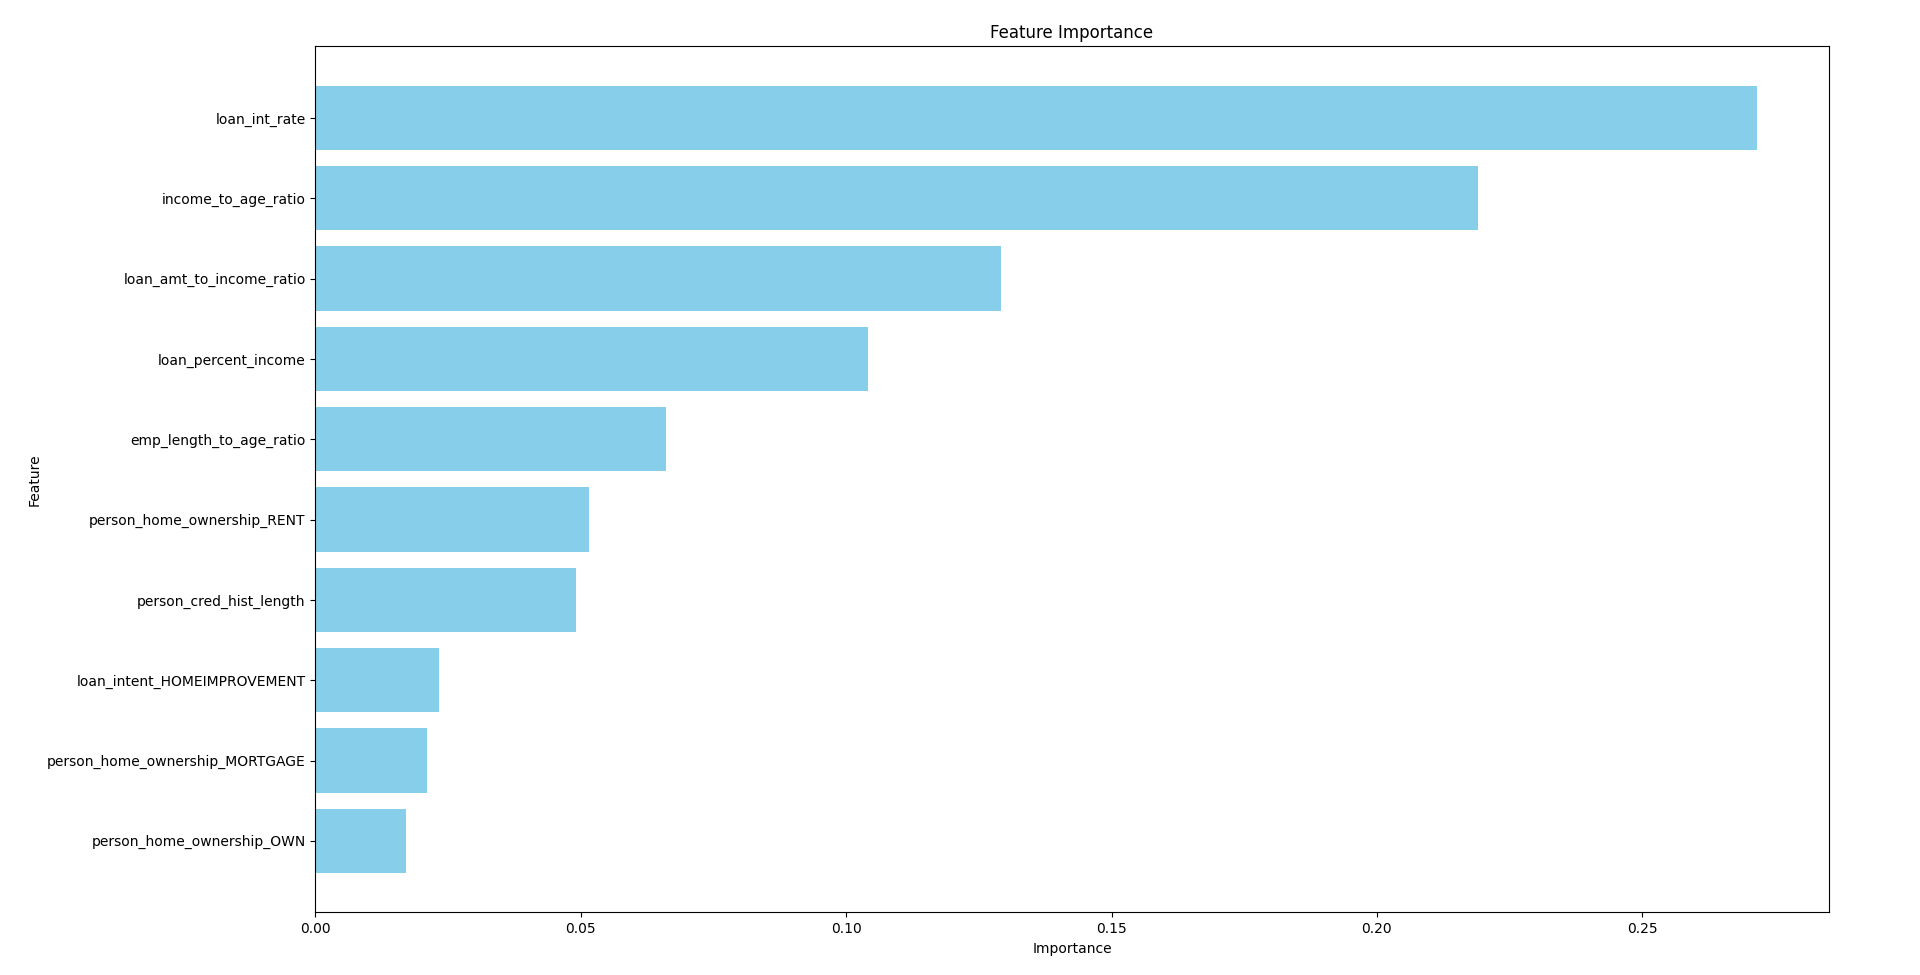 Feature Importance
loan_int_rate
income_to_age_ratio
loan_amt_to_income_ratio
loan_percent_income
emp_length_to_age_ratio
person_home_ownership_RENT
person_cred_hist_length
loan_intent_HOMEIMPROVEMENT
person_home_ownership_MORTGAGE
person_home_ownership_OWN
Feature
0.00 0.05 0.10 0.15 0.20 0.25
Importance